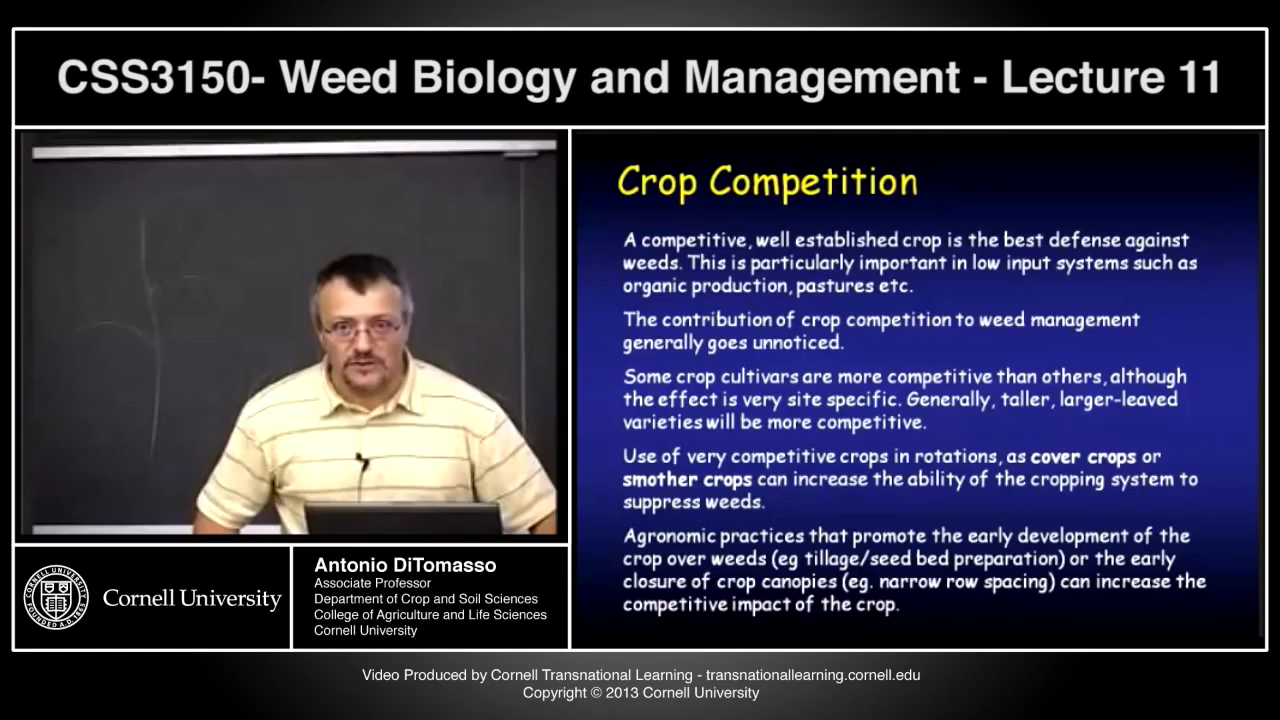 CSS3150- Weed Biology and Management - Lecture 11
Crop Competition
A competitive, well established crop is the best defense against
weeds. This is particularly important in low input systems such as
organic production, pastures etc.
The contribution of crop competition to weed management
generally goes unnoticed.
Some crop cultivars are more competitive than others, although
the effect is very site specific. Generally, taller, larger-leaved
varieties will be more competitive.
Use of very competitive crops in rotations, as cover crops or
smother crops can increase the ability of the cropping system to
suppress weeds.
Agronomic practices that promote the early development of the
crop over weeds (eg tillage/seed bed preparation) or the early
closure of crop canopies (eg. narrow row spacing) can increase the
competitive impact of the crop.
Cornell University
Antonio DiTomasso
Associate Professor
Department of Crop and Soil Sciences
College of Agriculture and Life Sciences
Cornell University
Video Produced by Cornell Transnational Learning - transnationallearning.cornell.edu
Copyright © 2013 Cornell University